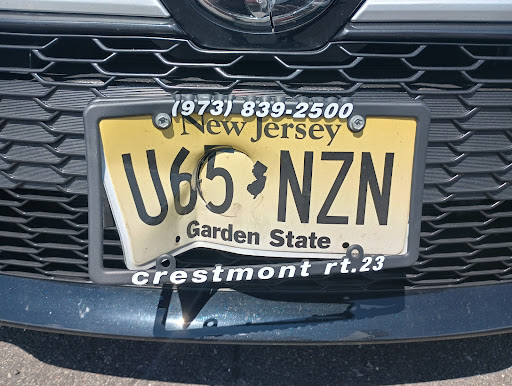 (973) 839-2500
New Jersey
U65 NZN
Garden State
crestmont rt.23